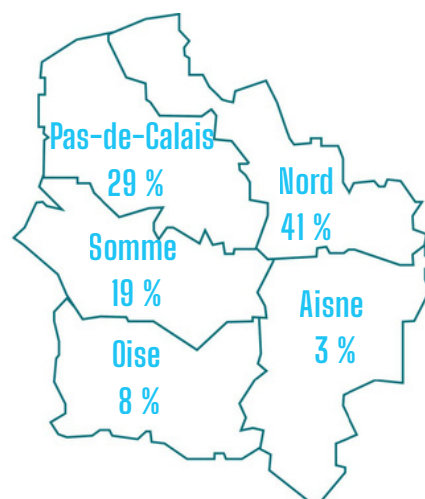 Pas-de-Calais
29 %
Nord
41 %
Somme
19 %
Aisne
3 %
Oise
8 %